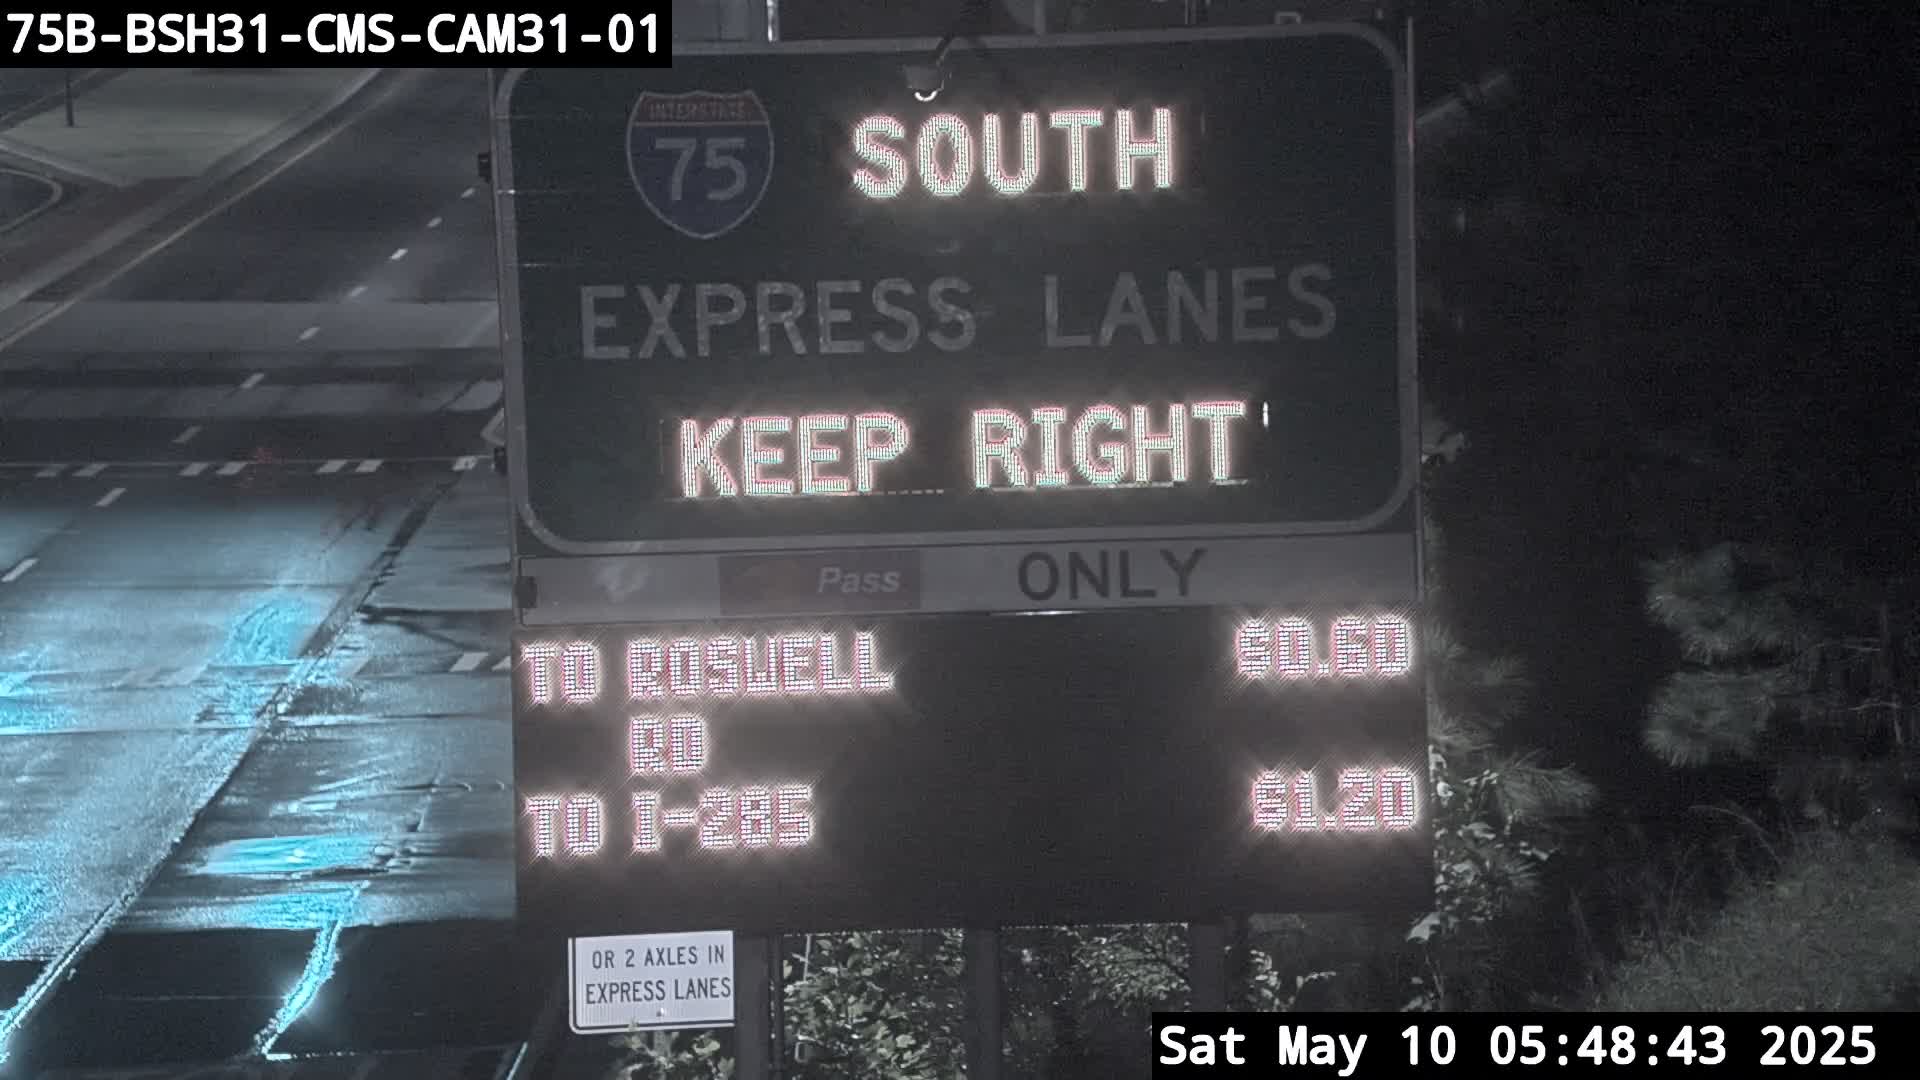 75B-BSH31-CMS-CAM31-01
INTERSTATE
75
SOUTH
EXPRESS LANES
KEEP RIGHT
Pass ONLY
TO ROSWELL $0.60
RD
TO I-285 $1.20
OR 2 AXLES IN
EXPRESS LANES
Sat May 10 05:48:43 2025